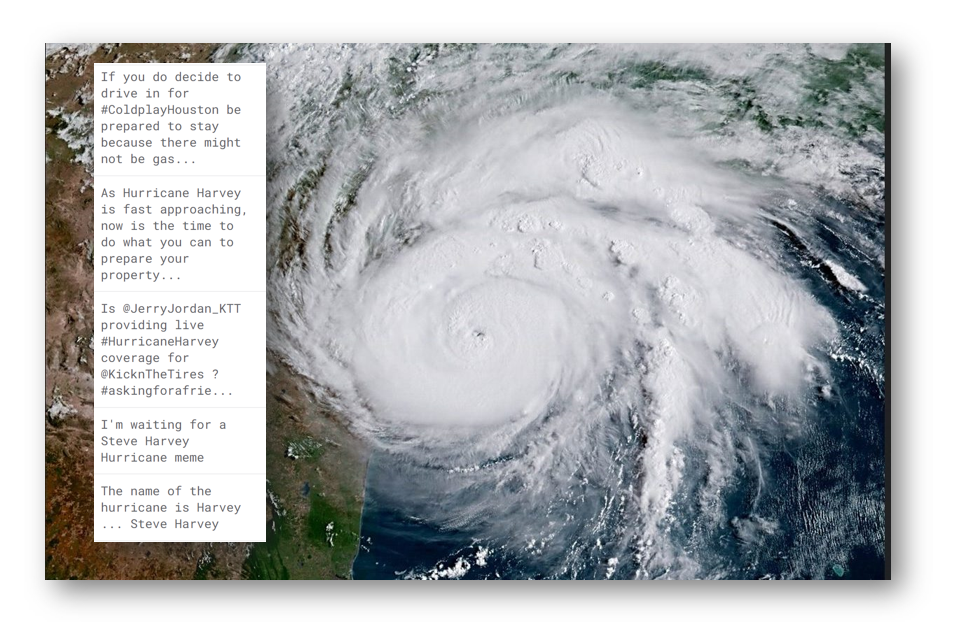 If you do decide to
drive in for
#ColdplayHouston be
prepared to stay
because there might
not be gas...
As Hurricane Harvey
is fast approaching,
now is the time to
do what you can to
prepare your
property...
Is @JerryJordan_KTT
providing live
#HurricaneHarvey
coverage for
@KicknTheTires ?
#askingforafrie...
I'm waiting for a
Steve Harvey
Hurricane meme
The name of the
hurricane is Harvey
... Steve Harvey